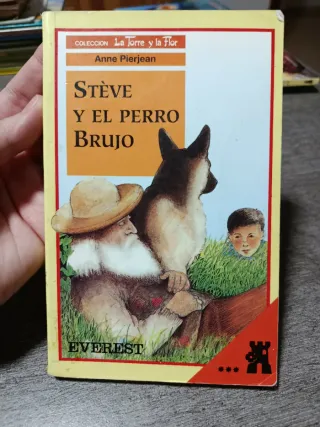 COLECCIÓN La Torre y la Flor
Anne Pierjean
STÈVE
Y EL PERRO
BRUJO
EVEREST
...